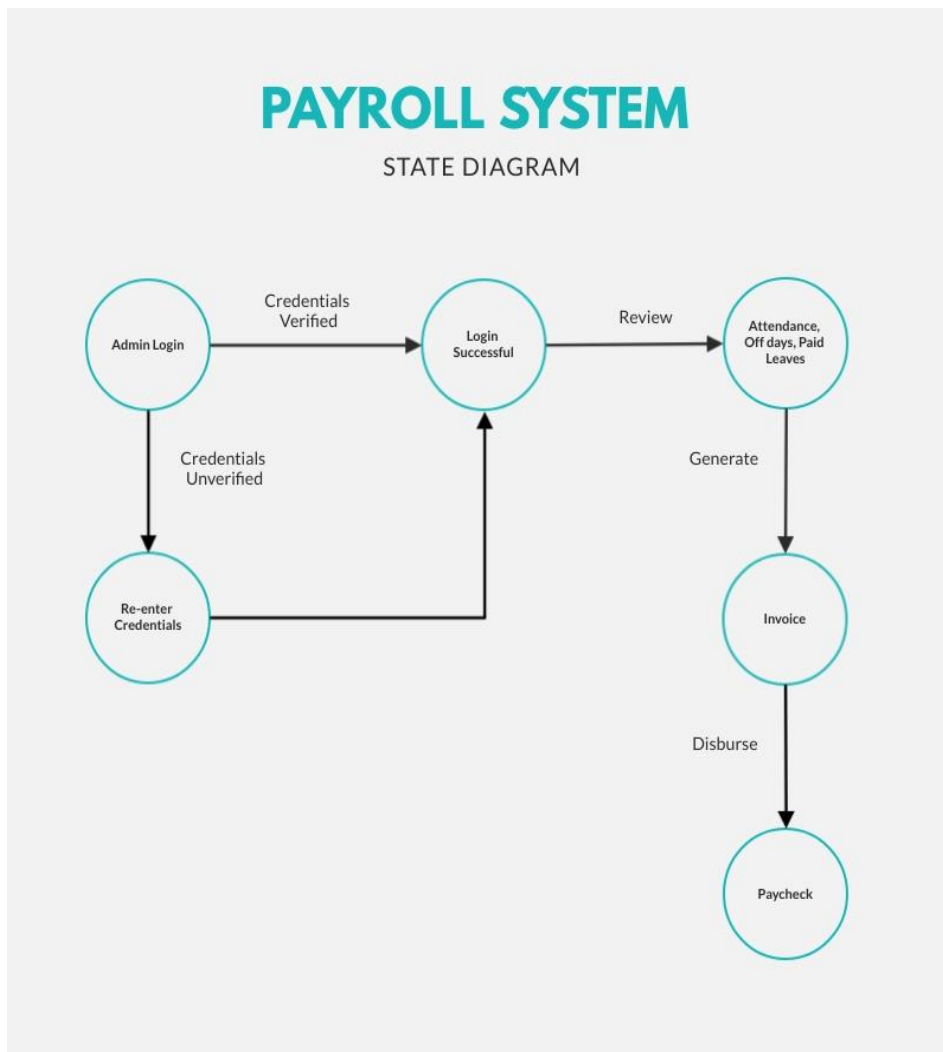 PAYROLL SYSTEM
STATE DIAGRAM
Admin Login
Credentials
Verified
Login
Successful
Review
Attendance,
Off days, Paid
Leaves
Credentials
Unverified
Generate
Re-enter
Credentials
Invoice
Disburse
Paycheck